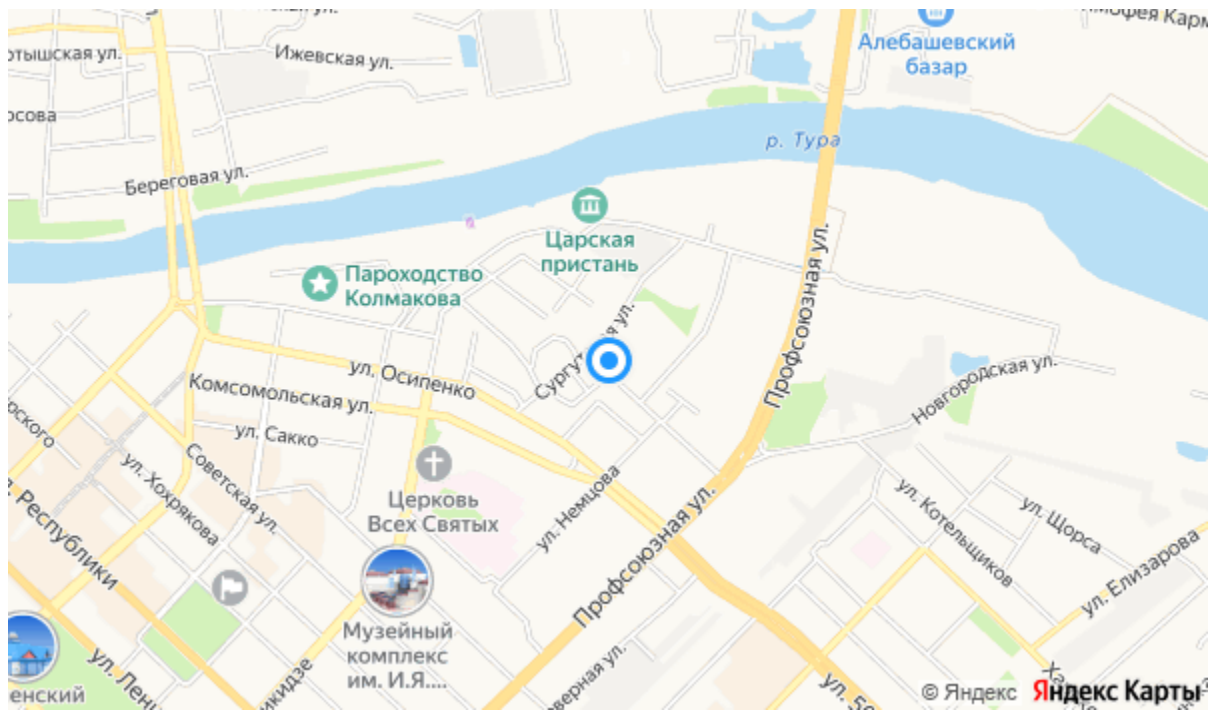 Ижевская ул.
Алебашевский
базар
р. Тура
Береговая ул.
Царская
пристань
Пароходство
Колмакова
Профсоюзная ул.
ул. Осипенко
Комсомольская ул.
ул. Сакко
Новгородская ул.
Советская ул.
ул. Хохрякова
Церковь
Всех Святых
ул. Немцова
Профсоюзная ул.
ул. Котельщиков
ул. Щорса
ул. Елизарова
Республики
Музейный
комплекс
им. И.Я....
© Яндекс Яндекс Карты